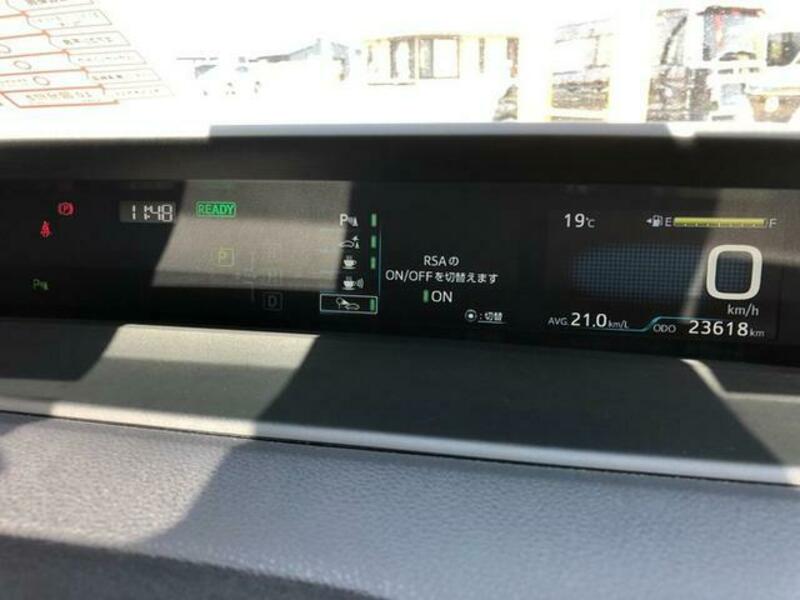 11:48
READY
P
P
P
D
RSAの
ON/OFFを切替えます
ON
:切替
19℃
E F
0
km/h
AVG. 21.0 km/L
ODO 23618 km